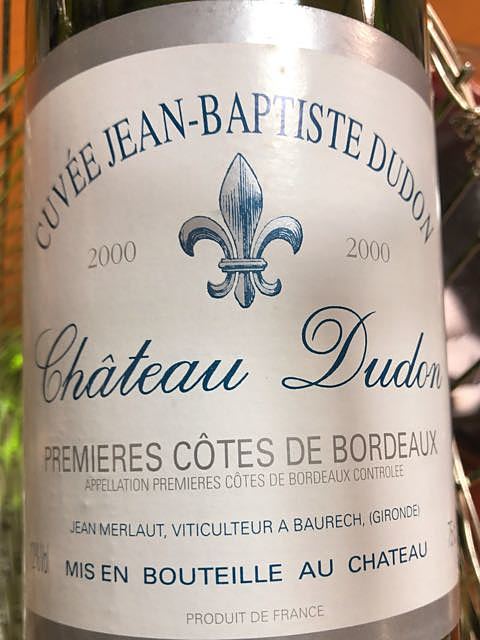 CUVÉE JEAN-BAPTISTE DUDON
2000 2000
Château Dudon
PREMIERES CÔTES DE BORDEAUX
APPELLATION PREMIERES CÔTES DE BORDEAUX CONTROLEE
JEAN MERLAUT, VITICULTEUR A BAURECH, (GIRONDE)
MIS EN BOUTEILLE AU CHATEAU
PRODUIT DE FRANCE